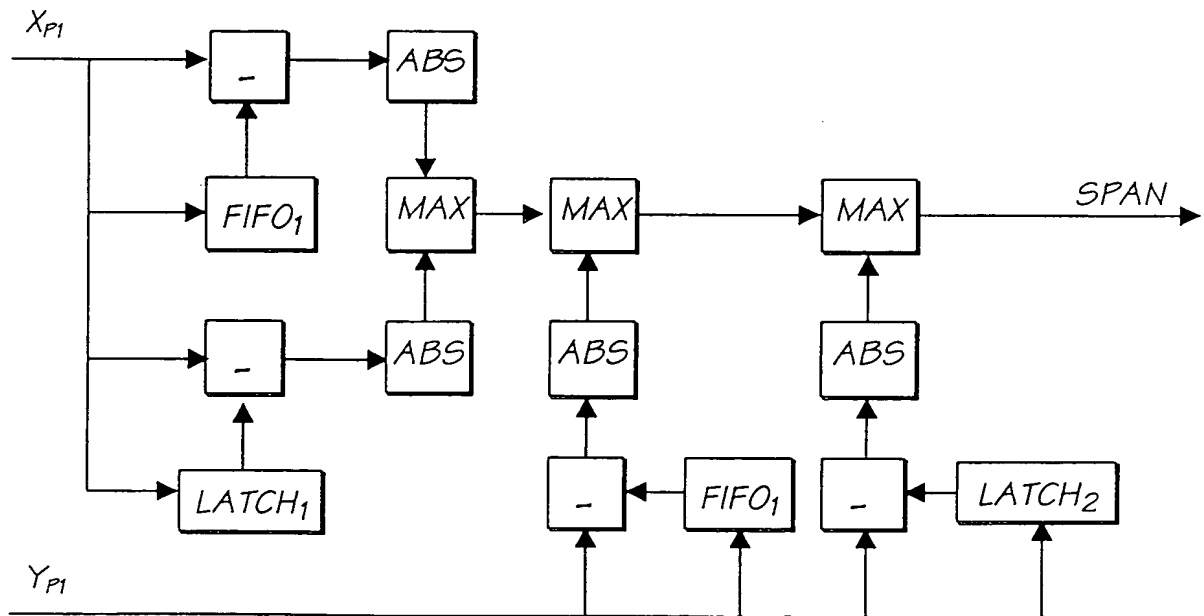 X_P1
- ABS
FIFO_1 MAX MAX MAX SPAN
- ABS ABS ABS
LATCH_1 - FIFO_1 - LATCH_2
Y_P1